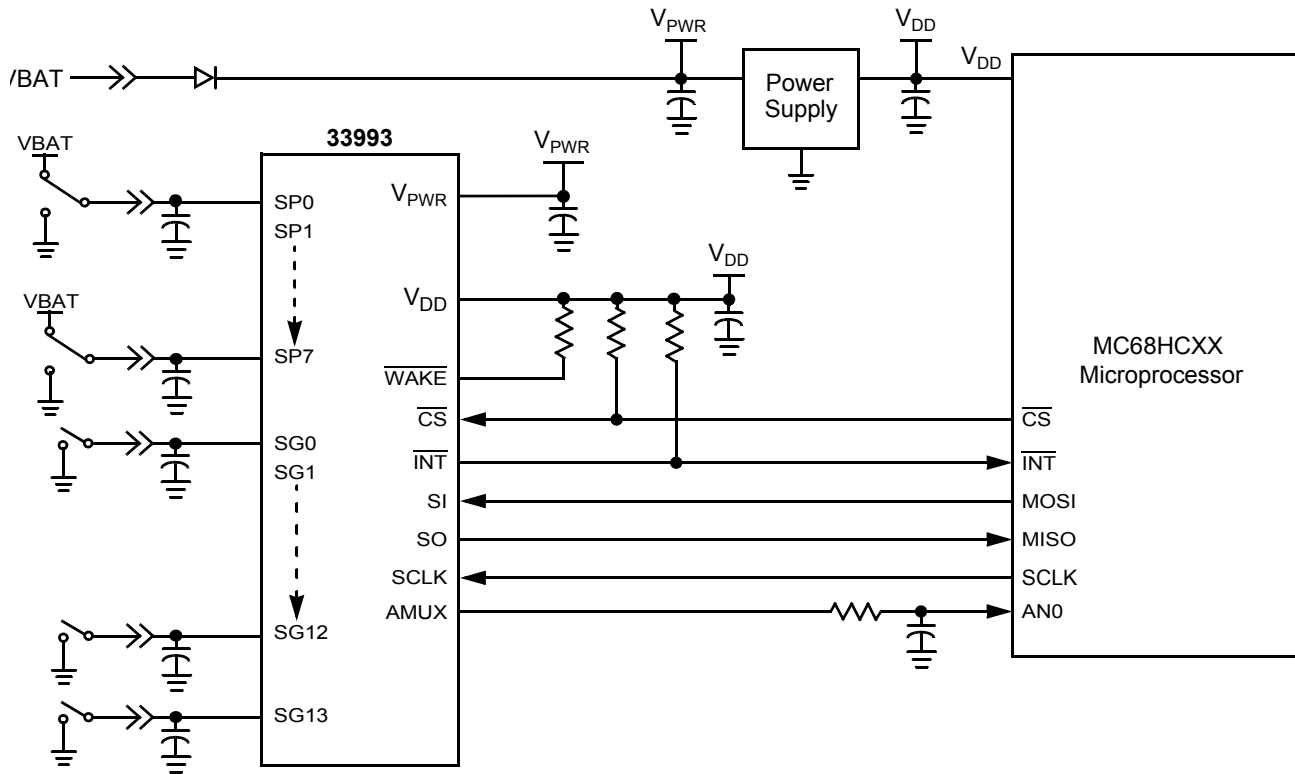 VPWR
VDD
VBAT
VDD
Power
Supply
33993
VBAT
VPWR
SP0
VPWR
SP1
VDD
VDD
VBAT
SP7
WAKE
MC68HCXX
Microprocessor
CS
CS
SG0
INT
INT
SG1
SI
MOSI
SO
MISO
SCLK
SCLK
AMUX
AN0
SG12
SG13